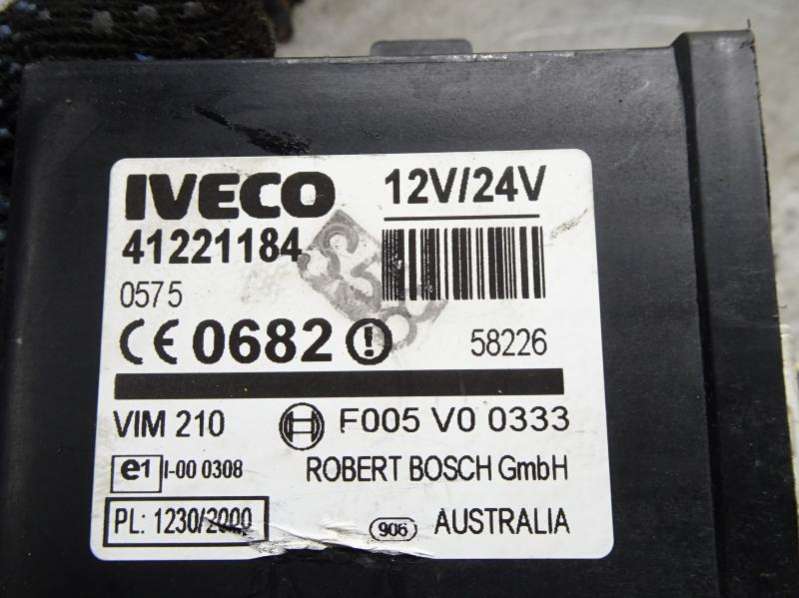 IVECO 12V/24V
41221184
0575
CE 0682 ! 58226
VIM 210 F005 V0 0333
e1 I-00 0308 ROBERT BOSCH GmbH
PL: 1230/2000 906 AUSTRALIA